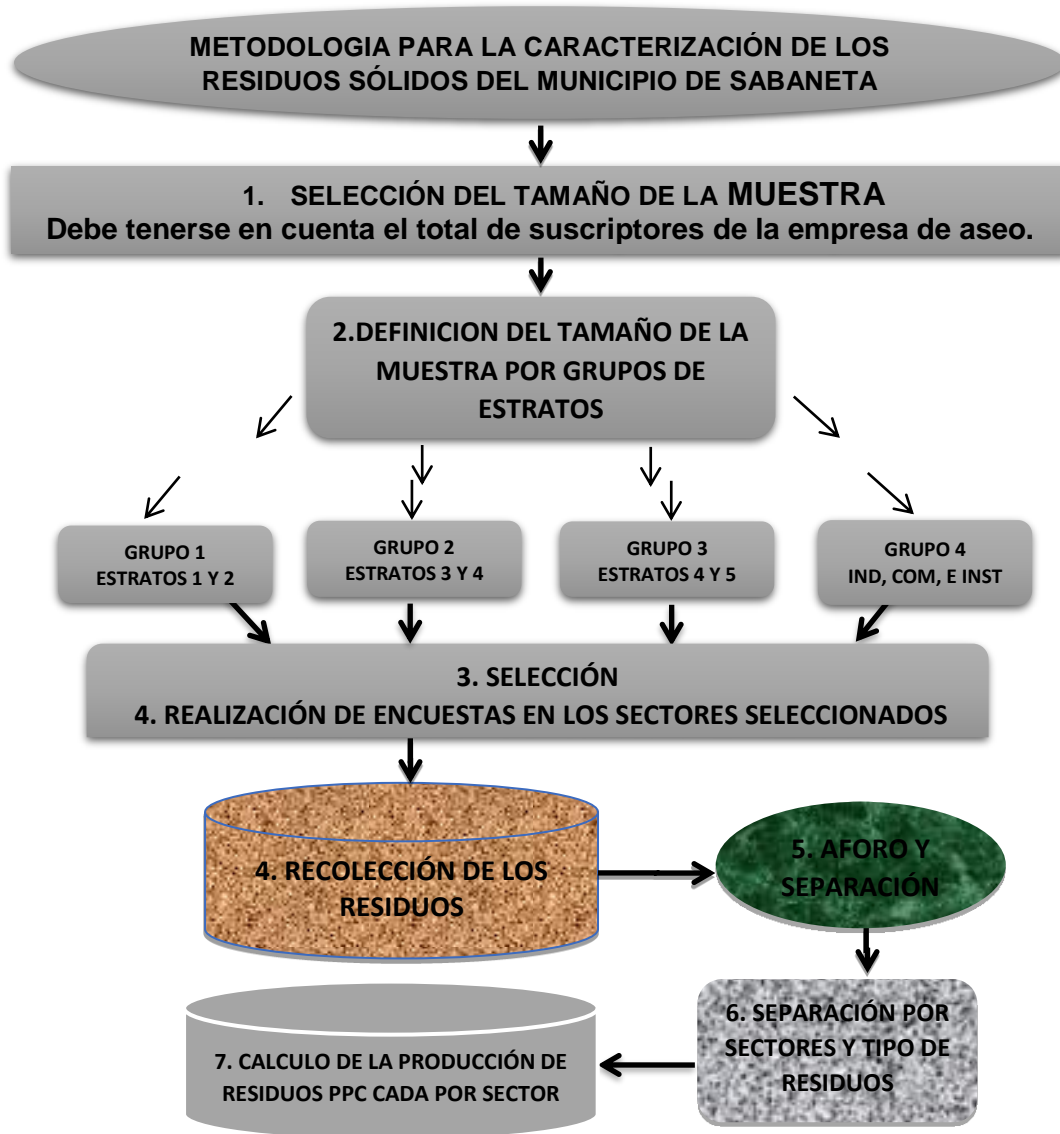 METODOLOGIA PARA LA CARACTERIZACIÓN DE LOS
RESIDUOS SÓLIDOS DEL MUNICIPIO DE SABANETA
1. SELECCIÓN DEL TAMAÑO DE LA MUESTRA
Debe tenerse en cuenta el total de suscriptores de la empresa de aseo.
2.DEFINICION DEL TAMAÑO DE LA
MUESTRA POR GRUPOS DE
ESTRATOS
GRUPO 1
ESTRATOS 1 Y 2
GRUPO 2
ESTRATOS 3 Y 4
GRUPO 3
ESTRATOS 4 Y 5
GRUPO 4
IND, COM, E INST
3. SELECCIÓN
4. REALIZACIÓN DE ENCUESTAS EN LOS SECTORES SELECCIONADOS
4. RECOLECCIÓN DE LOS
RESIDUOS
5. AFORO Y
SEPARACIÓN
6. SEPARACIÓN POR
SECTORES Y TIPO DE
RESIDUOS
7. CALCULO DE LA PRODUCCIÓN DE
RESIDUOS PPC CADA POR SECTOR